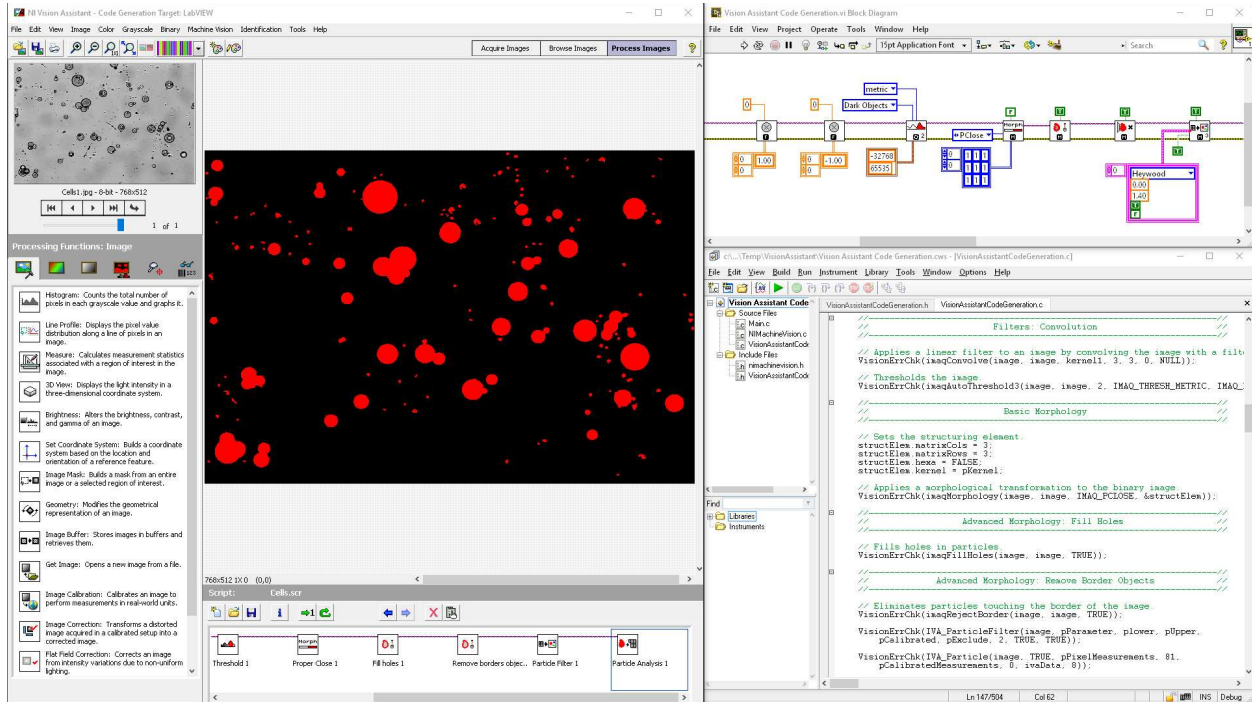 NI Vision Assistant - Code Generation Target: LabVIEW
File Edit View Image Color Grayscale Binary Machine Vision Identification Tools Help
Acquire Images
Browse Images
Process Images
Cells1.jpg - 8-bit - 768x512
1 of 1
Processing Functions: Image
Histogram: Counts the total number of
pixels in each grayscale value and graphs it.
Line Profile: Displays the pixel value
distribution along a line of pixels in an
image.
Measure: Calculates measurement statistics
associated with a region of interest in the
image.
3D View: Displays the light intensity in a
three-dimensional coordinate system.
Brightness: Alters the brightness, contrast,
and gamma of an image.
Set Coordinate System: Builds a coordinate
system based on the location and
orientation of a reference feature.
Image Mask: Builds a mask from an entire
image or a selected region of interest.
Geometry: Modifies the geometrical
representation of an image.
Image Buffer: Stores images in buffers and
retrieves them.
Get Image: Opens a new image from a file.
Image Calibration: Calibrates an image to
perform measurements in real-world units.
Image Correction: Transforms a distorted
image acquired in a calibrated setup into a
corrected image.
Flat Field Correction: Corrects an image
from intensity variations due to non-uniform
lighting.
768x512 1X 0 (0,0)
Script: Cells.scr
Threshold 1
Proper Close 1
Fill holes 1
Remove borders objec...
Particle Filter 1
Particle Analysis 1
Vision Assistant Code Generation.vi Block Diagram
File Edit View Project Operate Tools Window Help
15pt Application Font
Search
metric
Dark Objects
0
0
1.00
-1.00
-32768
65535
PClose
Morph
Heywood
0.00
1.40
c:\...\Temp\VisionAssistant\Vision Assistant Code Generation.cws - [VisionAssistantCodeGeneration.c]
File Edit View Build Run Instrument Library Tools Window Options Help
Vision Assistant Code
Source Files
Main.c
NIMachineVision.c
VisionAssistantCode
Include Files
nimachinevision.h
VisionAssistantCode
Find
Libraries
Instruments
VisionAssistantCodeGeneration.h
VisionAssistantCodeGeneration.c
// Filters: Convolution //
// Applies a linear filter to an image by convolving the image with a filt
VisionErrChk(imaqConvolve(image, image, kernel1, 3, 3, 0, NULL));
// Thresholds the image.
VisionErrChk(imaqAutoThreshold3(image, image, 2, IMAQ_THRESH_METRIC, IMAQ_
// Basic Morphology //
// Sets the structuring element.
structElem.matrixCols = 3;
structElem.matrixRows = 3;
structElem.hexa = FALSE;
structElem.kernel = pKernel;
// Applies a morphological transformation to the binary image.
VisionErrChk(imaqMorphology(image, image, IMAQ_PCLOSE, &structElem));
// Advanced Morphology: Fill Holes //
// Fills holes in particles.
VisionErrChk(imaqFillHoles(image, image, TRUE));
// Advanced Morphology: Remove Border Objects //
// Eliminates particles touching the border of the image.
VisionErrChk(imaqRejectBorder(image, image, TRUE));
VisionErrChk(IVA_ParticleFilter(image, pParameter, plower, pUpper,
pCalibrated, pExclude, 2, TRUE, TRUE));
VisionErrChk(IVA_Particle(image, TRUE, pPixelMeasurements, 81,
pCalibratedMeasurements, 0, ivaData, 8));
Ln 147/504 Col 62
INS Debug